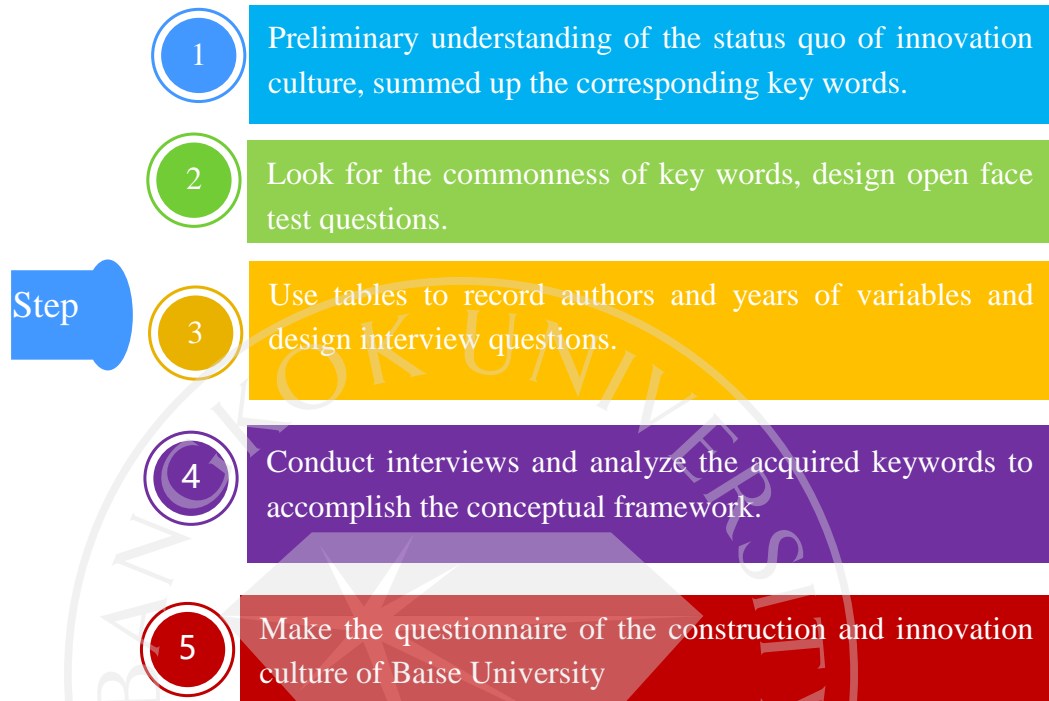 1
Preliminary understanding of the status quo of innovation
culture, summed up the corresponding key words.
2
Look for the commonness of key words, design open face
test questions.
Step
3
Use tables to record authors and years of variables and
design interview questions.
4
Conduct interviews and analyze the acquired keywords to
accomplish the conceptual framework.
5
Make the questionnaire of the construction and innovation
culture of Baise University
BANGKOK UNIVERSITY